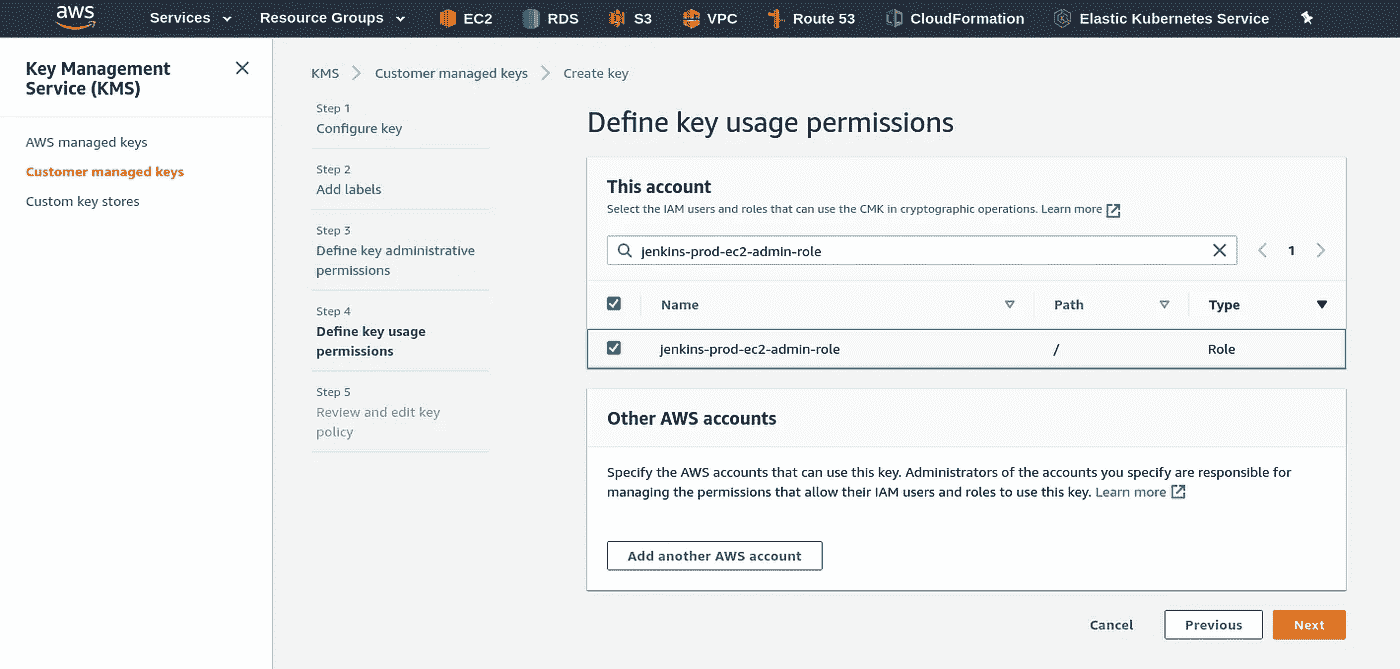 aws
Services
Resource Groups
EC2
RDS
S3
VPC
Route 53
CloudFormation
Elastic Kubernetes Service
Key Management
Service (KMS)
AWS managed keys
Customer managed keys
Custom key stores
KMS
Customer managed keys
Create key
Step 1
Configure key
Step 2
Add labels
Step 3
Define key administrative
permissions
Step 4
Define key usage
permissions
Step 5
Review and edit key
policy
Define key usage permissions
This account
Select the IAM users and roles that can use the CMK in cryptographic operations. Learn more
jenkins-prod-ec2-admin-role
1
Name
Path
Type
jenkins-prod-ec2-admin-role
/
Role
Other AWS accounts
Specify the AWS accounts that can use this key. Administrators of the accounts you specify are responsible for
managing the permissions that allow their IAM users and roles to use this key. Learn more
Add another AWS account
Cancel
Previous
Next